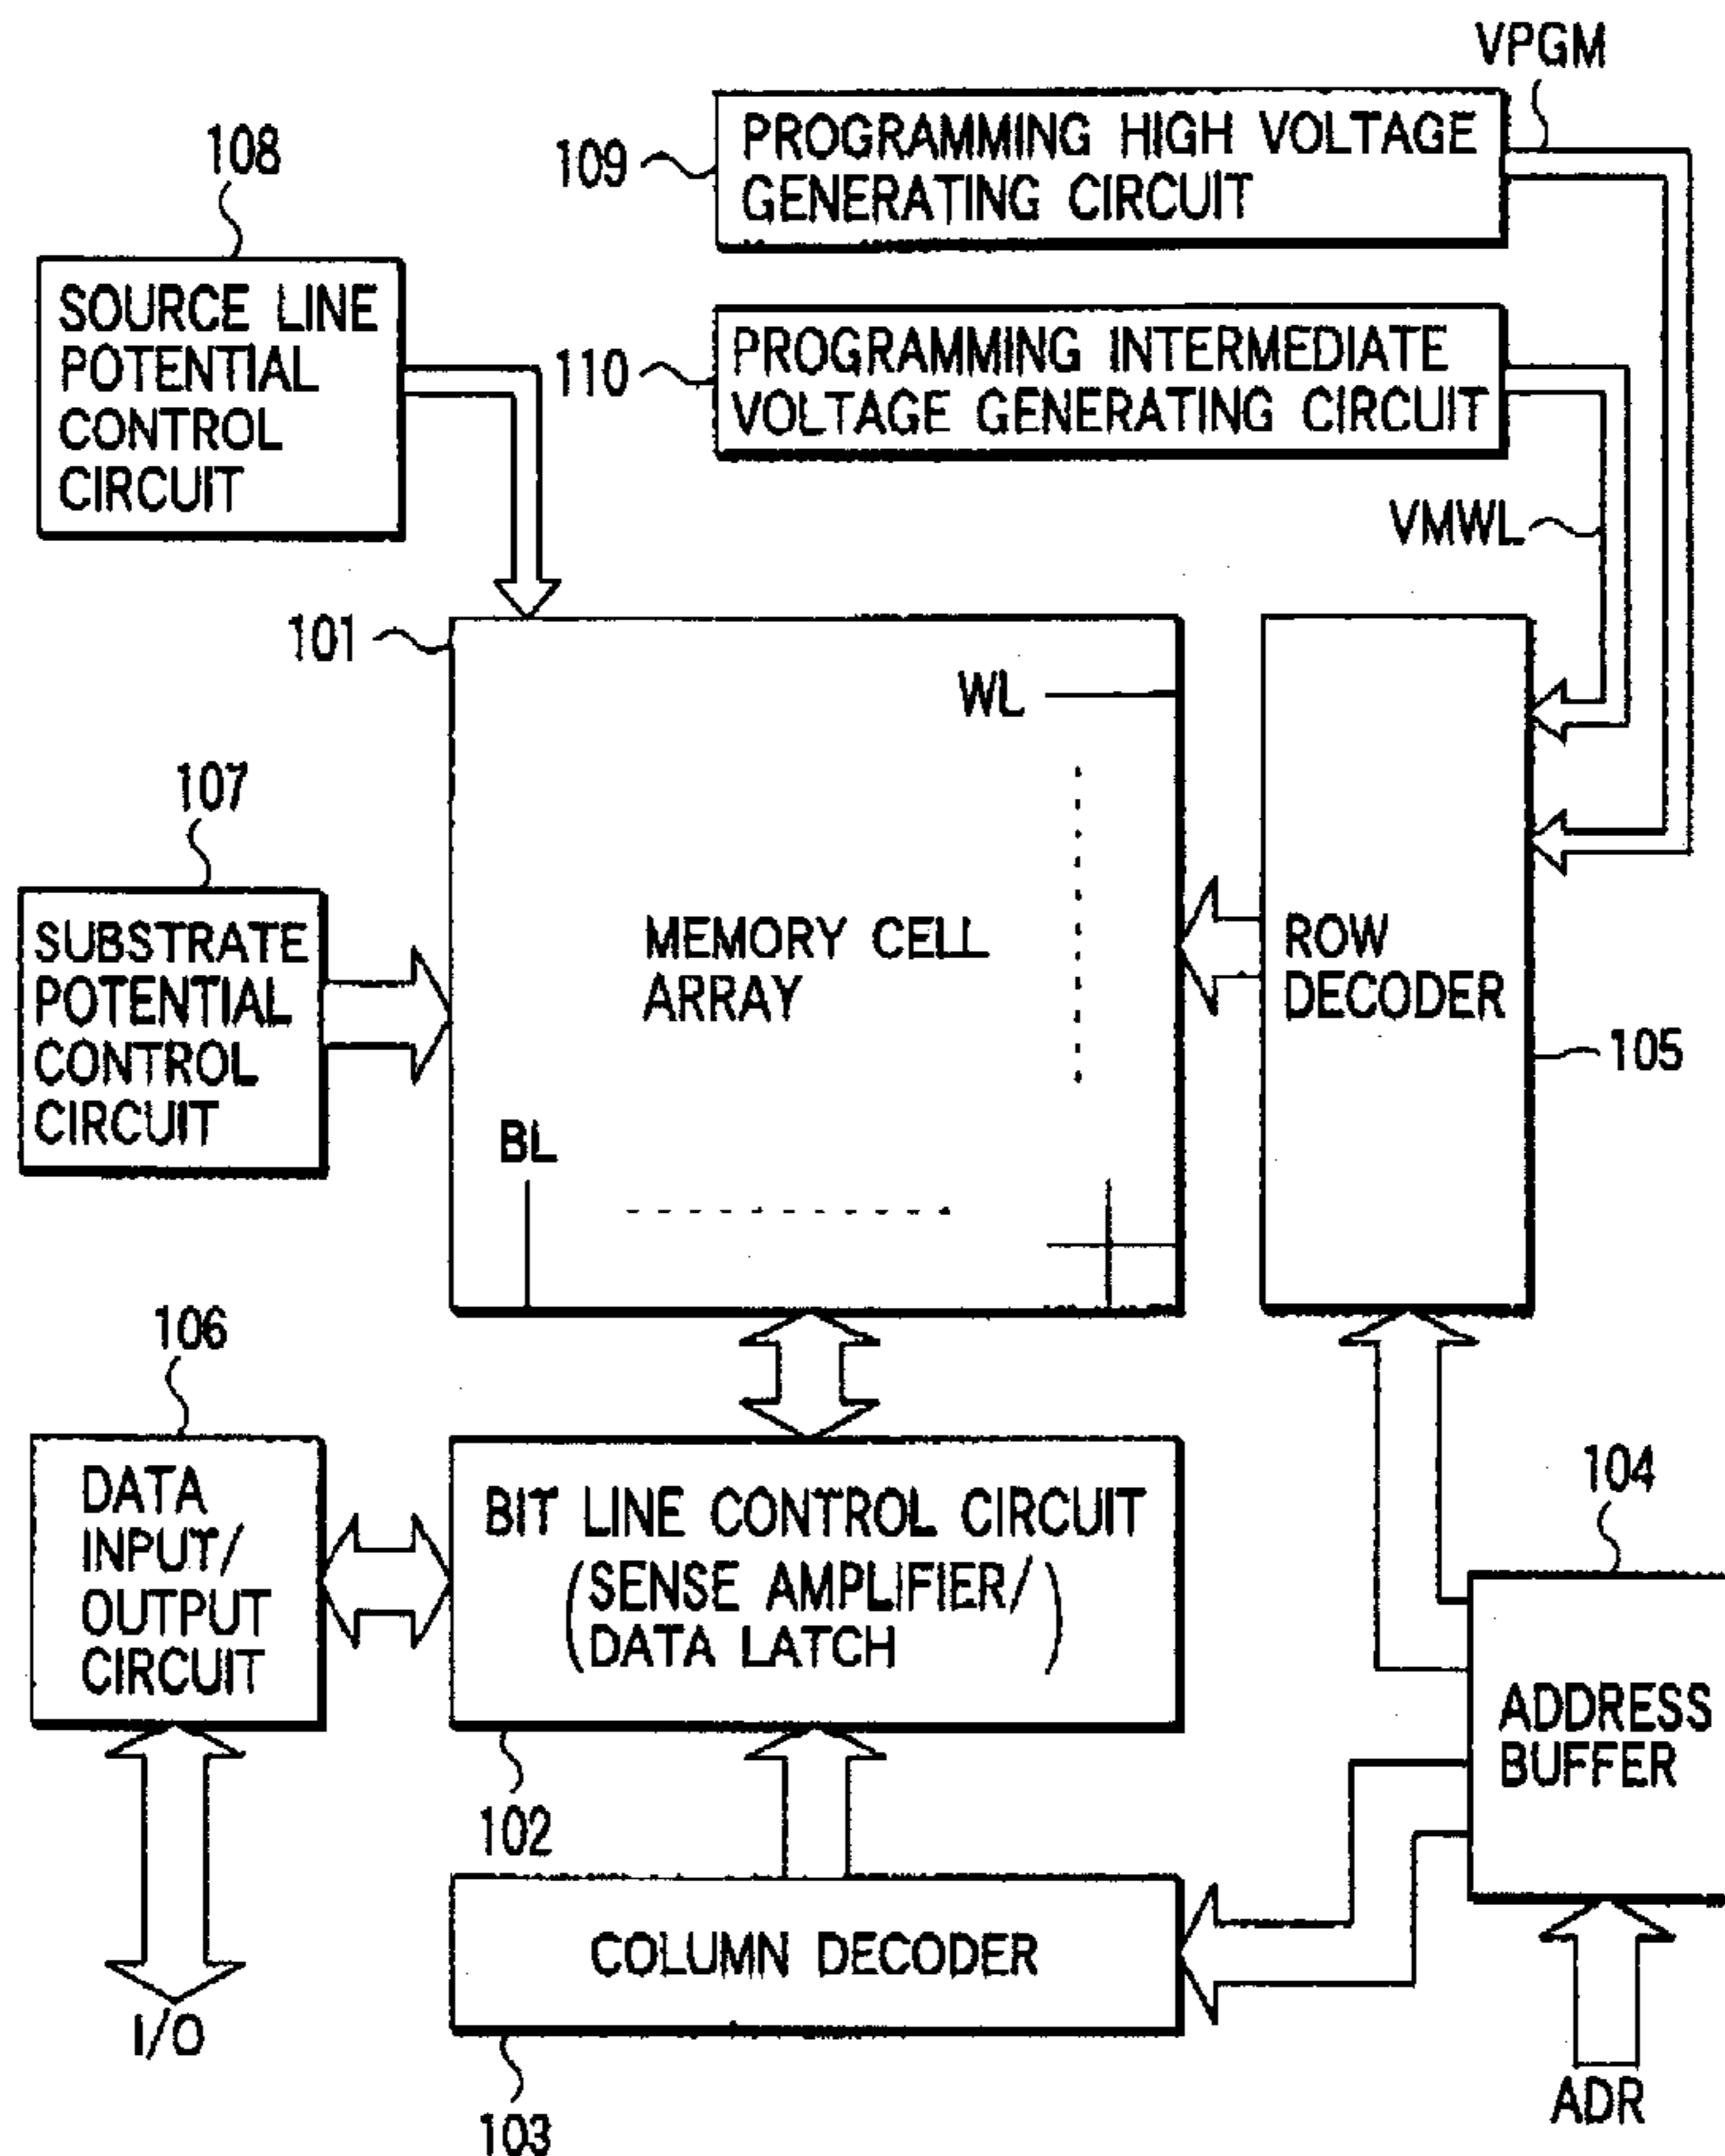 VPGM
109
PROGRAMMING HIGH VOLTAGE
GENERATING CIRCUIT
108
SOURCE LINE
POTENTIAL
CONTROL
CIRCUIT
110
PROGRAMMING INTERMEDIATE
VOLTAGE GENERATING CIRCUIT
VMWL
101
WL
107
SUBSTRATE
POTENTIAL
CONTROL
CIRCUIT
MEMORY CELL
ARRAY
ROW
DECODER
105
BL
106
DATA
INPUT/
OUTPUT
CIRCUIT
BIT LINE CONTROL CIRCUIT
(SENSE AMPLIFIER/
DATA LATCH )
104
ADDRESS
BUFFER
102
COLUMN DECODER
I/O
103
ADR